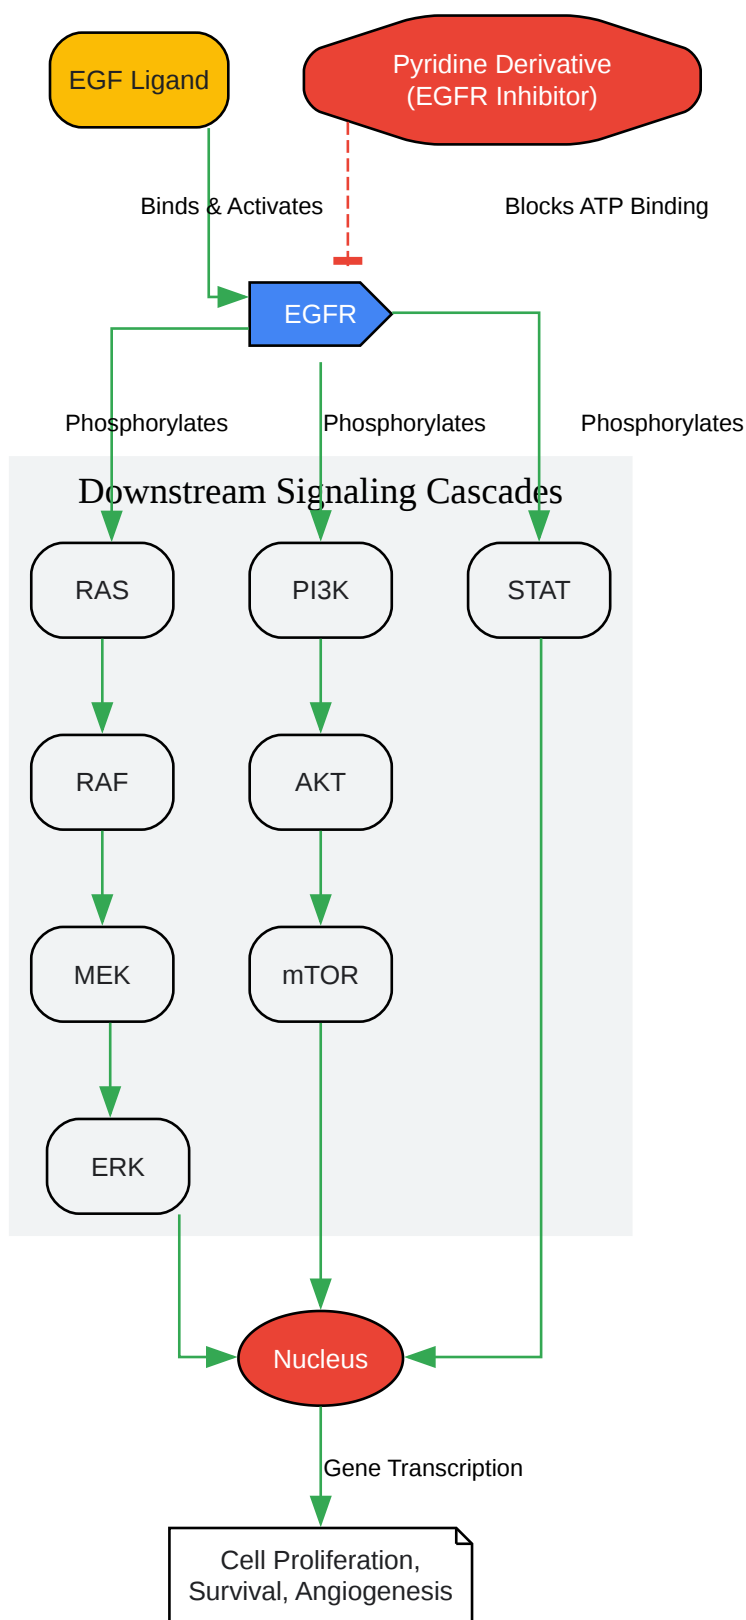 EGF Ligand
Pyridine Derivative
(EGFR Inhibitor)
Binds & Activates
Blocks ATP Binding
EGFR
Phosphorylates
Phosphorylates
Phosphorylates
Downstream Signaling Cascades
RAS
PI3K
STAT
RAF
AKT
MEK
mTOR
ERK
Nucleus
Gene Transcription
Cell Proliferation,
Survival, Angiogenesis